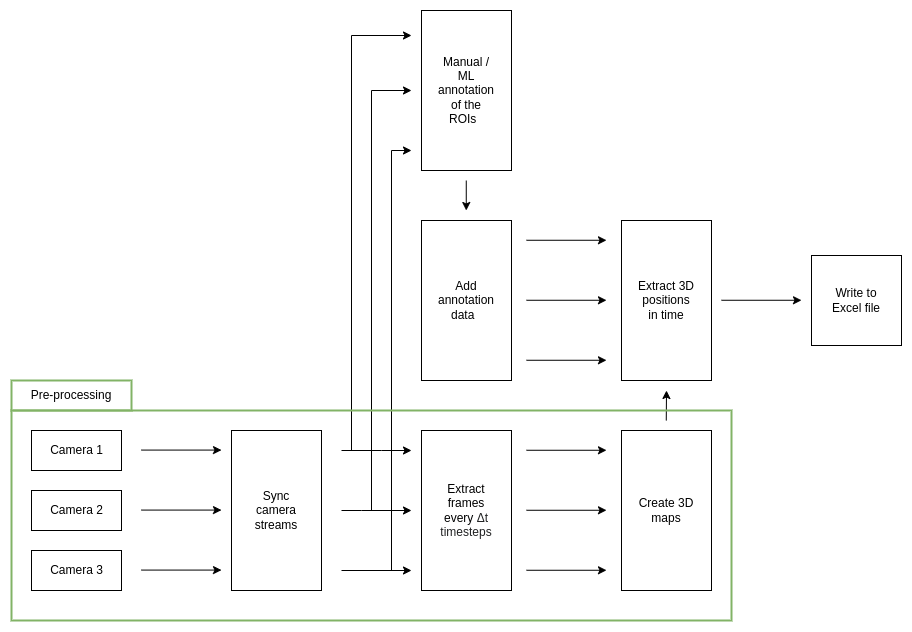 Manual /
ML
annotation
of the
ROIs
Add
annotation
data
Extract 3D
positions
in time
Write to
Excel file
Pre-processing
Camera 1
Camera 2
Camera 3
Sync
camera
streams
Extract
frames
every Δt
timesteps
Create 3D
maps